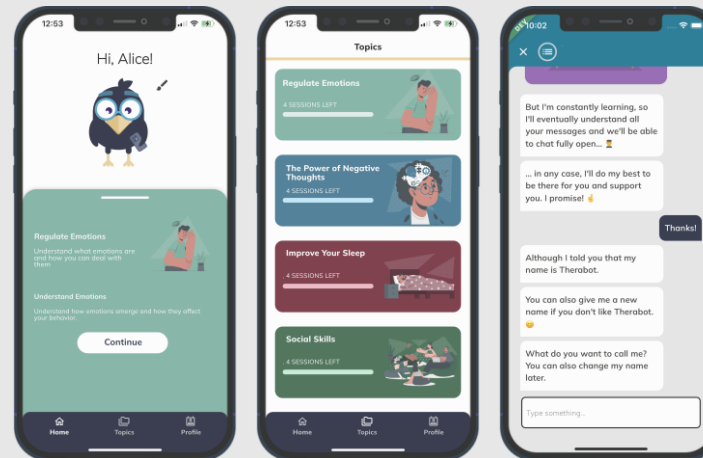 12:53
Hi, Alice!
Regulate Emotions
Understand what emotions are
and how you can deal with
them
Understand Emotions
Understand how emotions emerge and how they affect
your behavior.
Continue
Home
Topics
Profile
12:53
Topics
Regulate Emotions
4 SESSIONS LEFT
The Power of Negative
Thoughts
4 SESSIONS LEFT
Improve Your Sleep
. 4 SESSIONS LEFT
Social Skills
. 4 SESSIONS LEFT
Home
Topics
Profile
10:02
But I'm constantly learning, so
I'll eventually understand all
your messages and we'll be able
to chat fully open...
... in any case, I'll do my best to
be there for you and support
you. I promise!
Thanks!
Although I told you that my
name is Therabot.
You can also give me a new
name if you don't like Therabot.
What do you want to call me?
You can also change my name
later.
Type something...